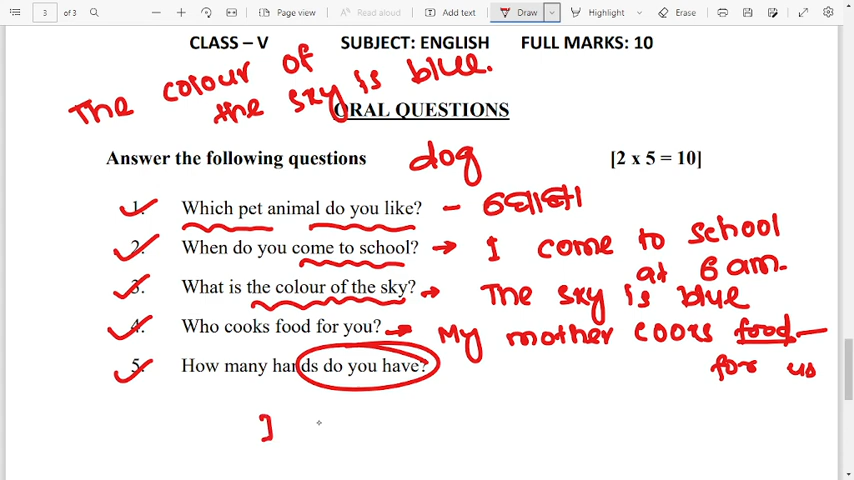 3 of 3
Page view
Read aloud
Add text
Draw
Highlight
Erase
CLASS – V SUBJECT: ENGLISH FULL MARKS: 10
The colour of
the sky is blue.
ORAL QUESTIONS
Answer the following questions dog [2 x 5 = 10]
1. Which pet animal do you like? –
2. When do you come to school? → I come to school
at 6 am.
3. What is the colour of the sky? → The sky is blue
4. Who cooks food for you? → My mother cooks food
for us
5. How many hands do you have?
I